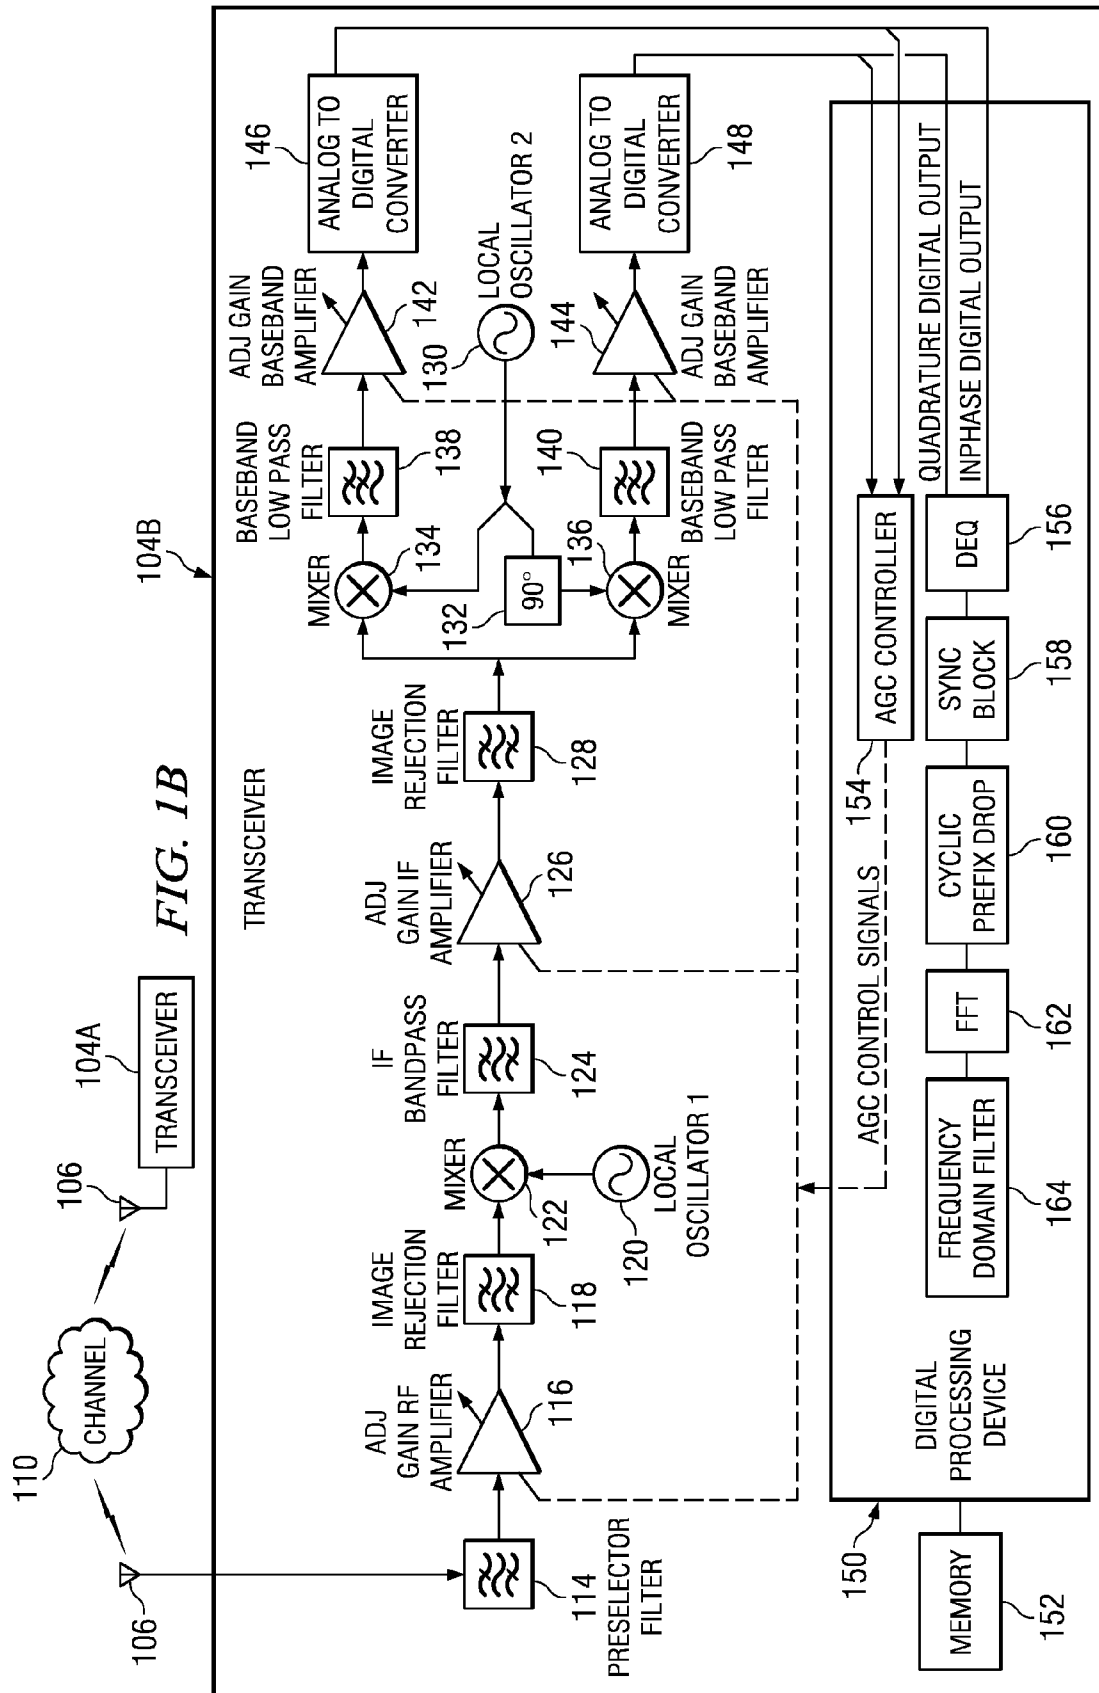 FIG. 1B
110
CHANNEL
106
106
104A
TRANSCEIVER
104B
TRANSCEIVER
114
PRESELECTOR
FILTER
ADJ
GAIN RF
AMPLIFIER
116
IMAGE
REJECTION
FILTER
118
MIXER
122
120
LOCAL
OSCILLATOR 1
IF
BANDPASS
FILTER
124
ADJ
GAIN IF
AMPLIFIER
126
IMAGE
REJECTION
FILTER
128
MIXER
134
132
90°
136
MIXER
BASEBAND
LOW PASS
FILTER
138
140
BASEBAND
LOW PASS
FILTER
ADJ GAIN
BASEBAND
AMPLIFIER
142
130
LOCAL
OSCILLATOR 2
144
ADJ GAIN
BASEBAND
AMPLIFIER
146
ANALOG TO
DIGITAL
CONVERTER
ANALOG TO
DIGITAL
CONVERTER
148
QUADRATURE DIGITAL OUTPUT
INPHASE DIGITAL OUTPUT
AGC CONTROL SIGNALS
154
AGC CONTROLLER
DEQ
156
SYNC
BLOCK
158
CYCLIC
PREFIX DROP
160
FFT
162
FREQUENCY
DOMAIN FILTER
164
DIGITAL
PROCESSING
DEVICE
150
MEMORY
152